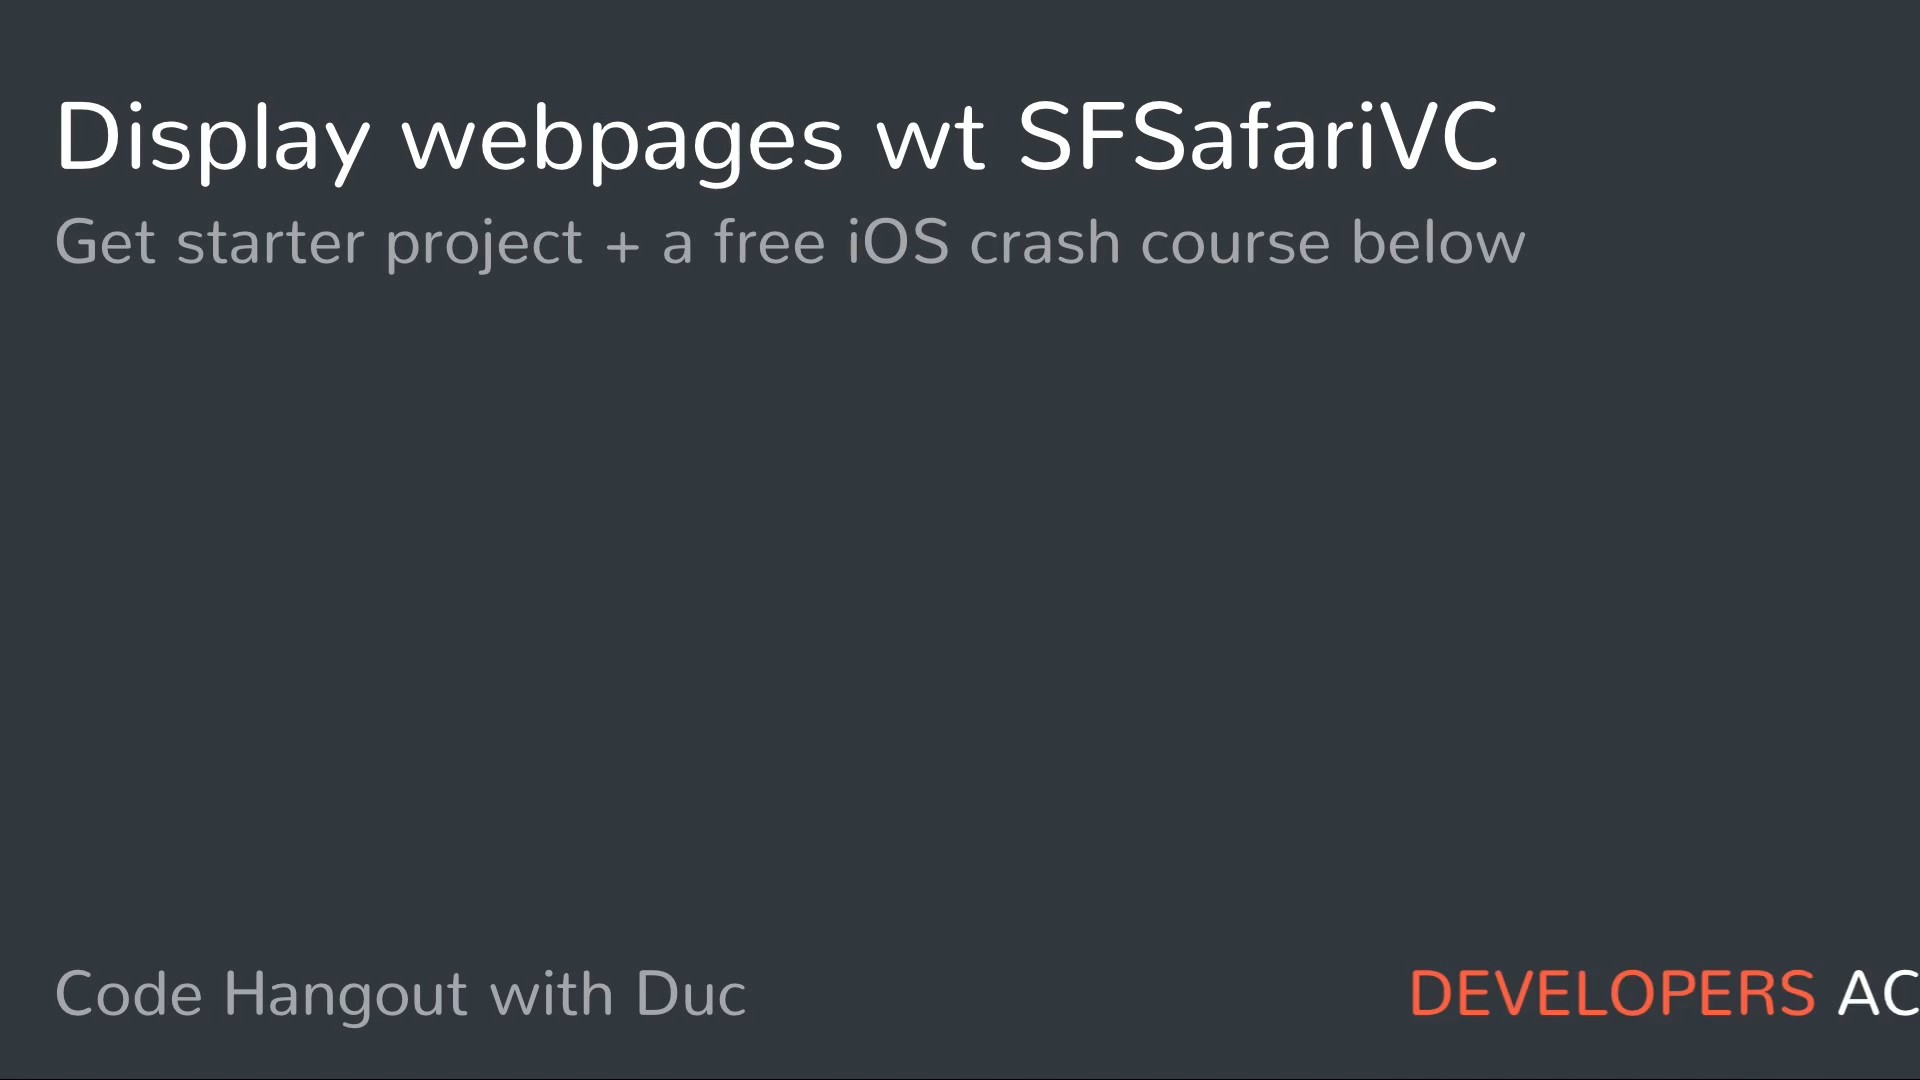 Display webpages wt SFSafariVC
Get starter project + a free iOS crash course below
Code Hangout with Duc
DEVELOPERS AC